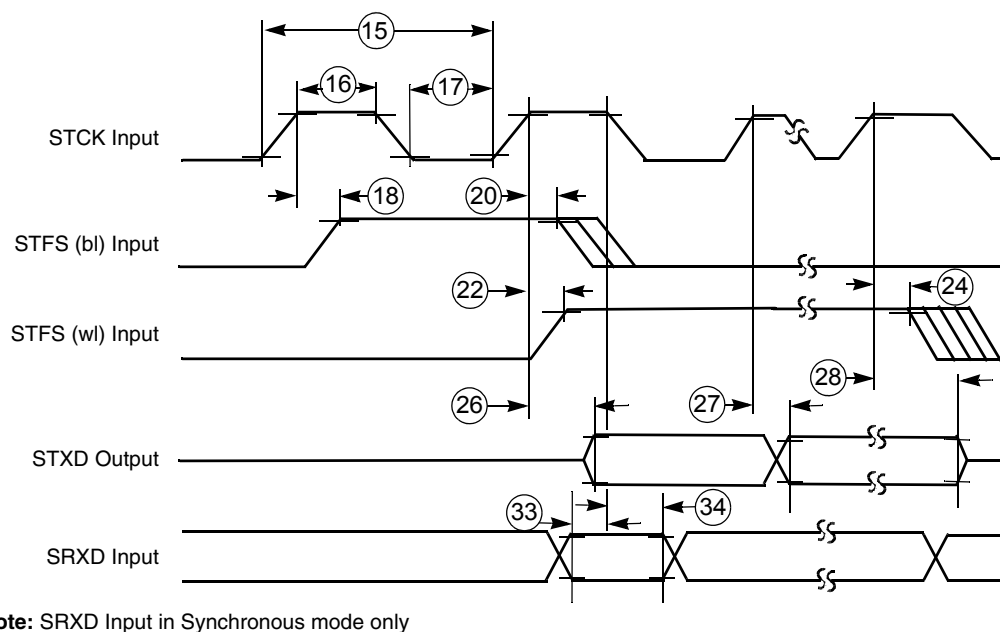 15
16
17
STCK Input
18
20
STFS (bl) Input
22
24
STFS (wl) Input
28
26
27
STXD Output
33
34
SRXD Input
ote: SRXD Input in Synchronous mode only